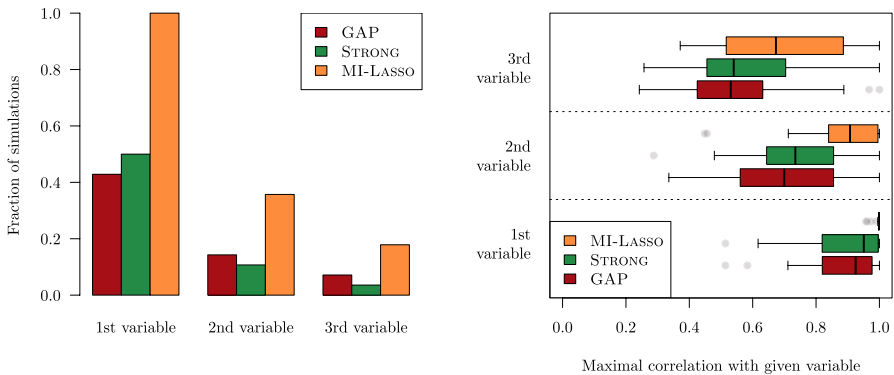 Fraction of simulations
1.0
0.8
0.6
0.4
0.2
0.0
GAP
STRONG
MI-LASSO
1st variable
2nd variable
3rd variable
3rd
variable
2nd
variable
1st
variable
MI-LASSO
STRONG
GAP
0.0 0.2 0.4 0.6 0.8 1.0
Maximal correlation with given variable